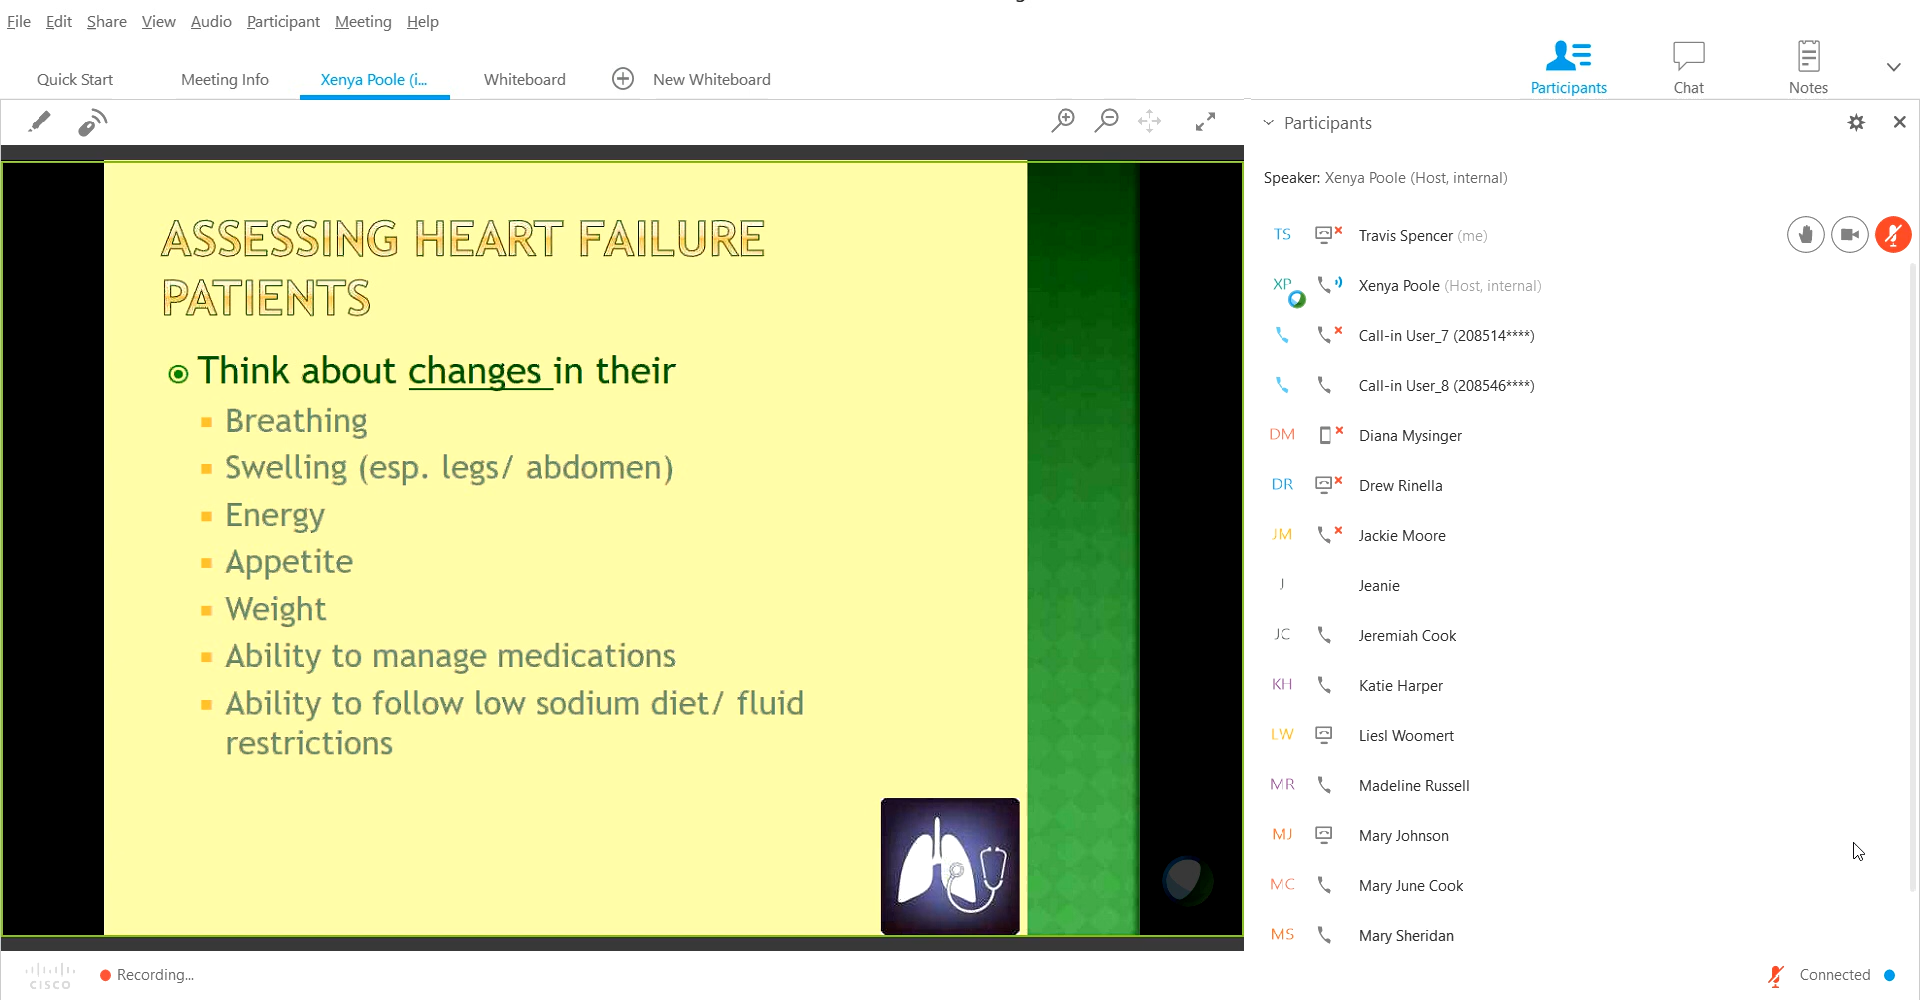 File Edit Share View Audio Participant Meeting Help
Quick Start Meeting Info Xenya Poole (i... Whiteboard New Whiteboard
Participants Chat Notes
Participants
Speaker: Xenya Poole (Host, internal)
ASSESSING HEART FAILURE
PATIENTS
Think about changes in their
Breathing
Swelling (esp. legs/ abdomen)
Energy
Appetite
Weight
Ability to manage medications
Ability to follow low sodium diet/ fluid
restrictions
TS Travis Spencer (me)
XP Xenya Poole (Host, internal)
Call-in User_7 (208514****)
Call-in User_8 (208546****)
DM Diana Mysinger
DR Drew Rinella
JM Jackie Moore
J Jeanie
JC Jeremiah Cook
KH Katie Harper
LW Liesl Woomert
MR Madeline Russell
MJ Mary Johnson
MC Mary June Cook
MS Mary Sheridan
CISCO Recording... Connected